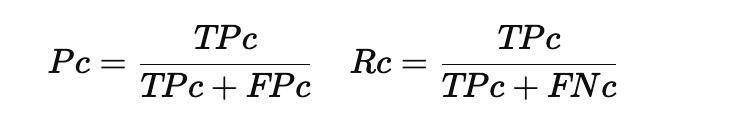 Pc = TPc / (TPc + FPc)    Rc = TPc / (TPc + FNc)